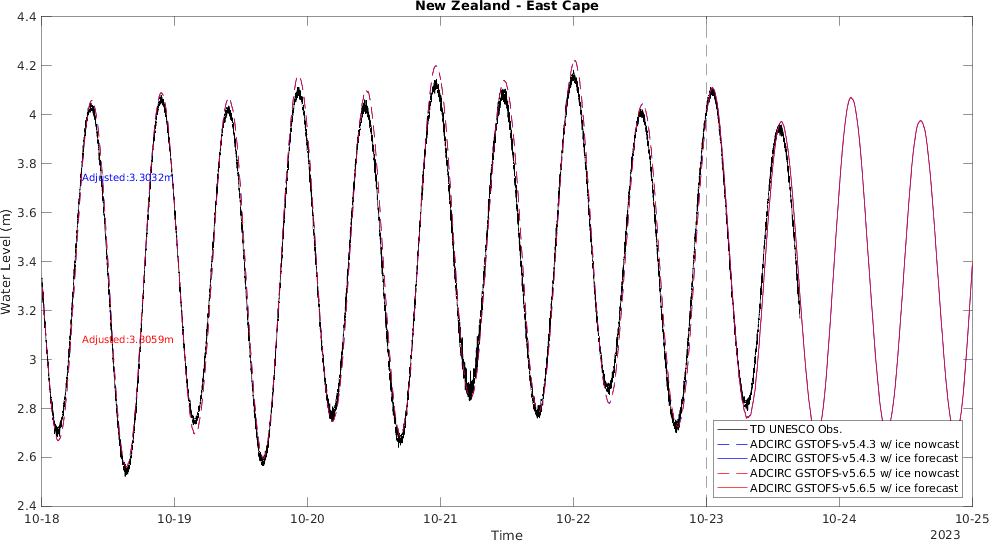 New Zealand - East Cape
4.4
4.2
4
3.8
3.6
3.4
3.2
3
2.8
2.6
2.4
Water Level (m)
Adjusted:3.3032m
Adjusted:3.3059m
TD UNESCO Obs.
ADCIRC GSTOFS-v5.4.3 w/ ice nowcast
ADCIRC GSTOFS-v5.4.3 w/ ice forecast
ADCIRC GSTOFS-v5.6.5 w/ ice nowcast
ADCIRC GSTOFS-v5.6.5 w/ ice forecast
10-18 10-19 10-20 10-21 10-22 10-23 10-24 10-25
Time
2023